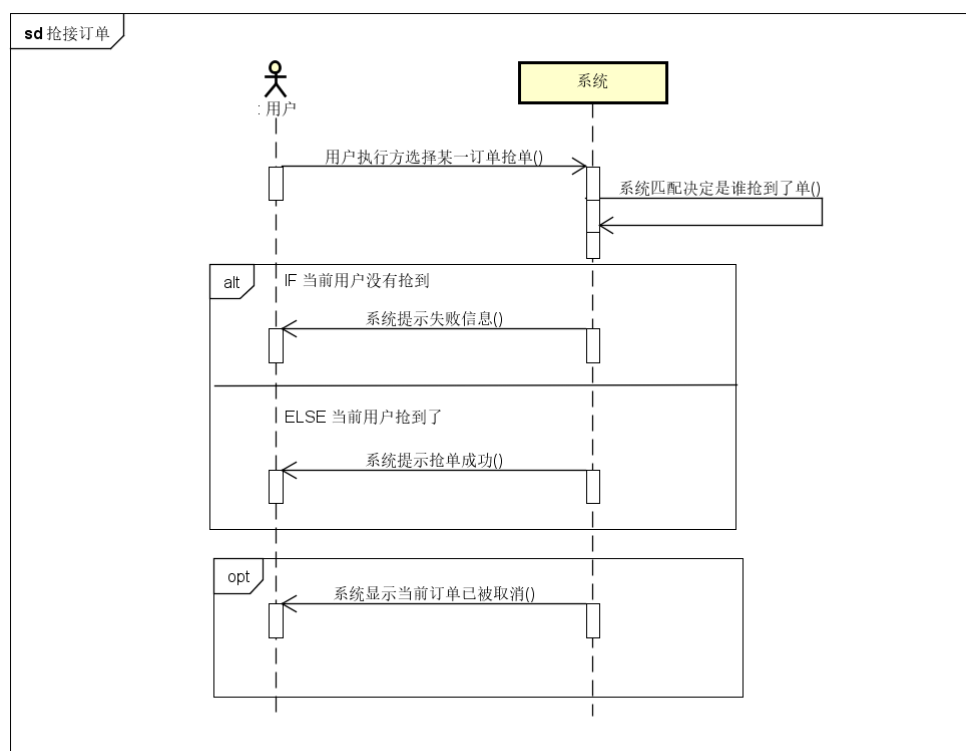 sd 抢接订单
: 用户
系统
用户执行方选择某一订单抢单()
系统匹配决定是谁抢到了单()
alt
IF 当前用户没有抢到
系统提示失败信息()
ELSE 当前用户抢到了
系统提示抢单成功()
opt
系统显示当前订单已被取消()